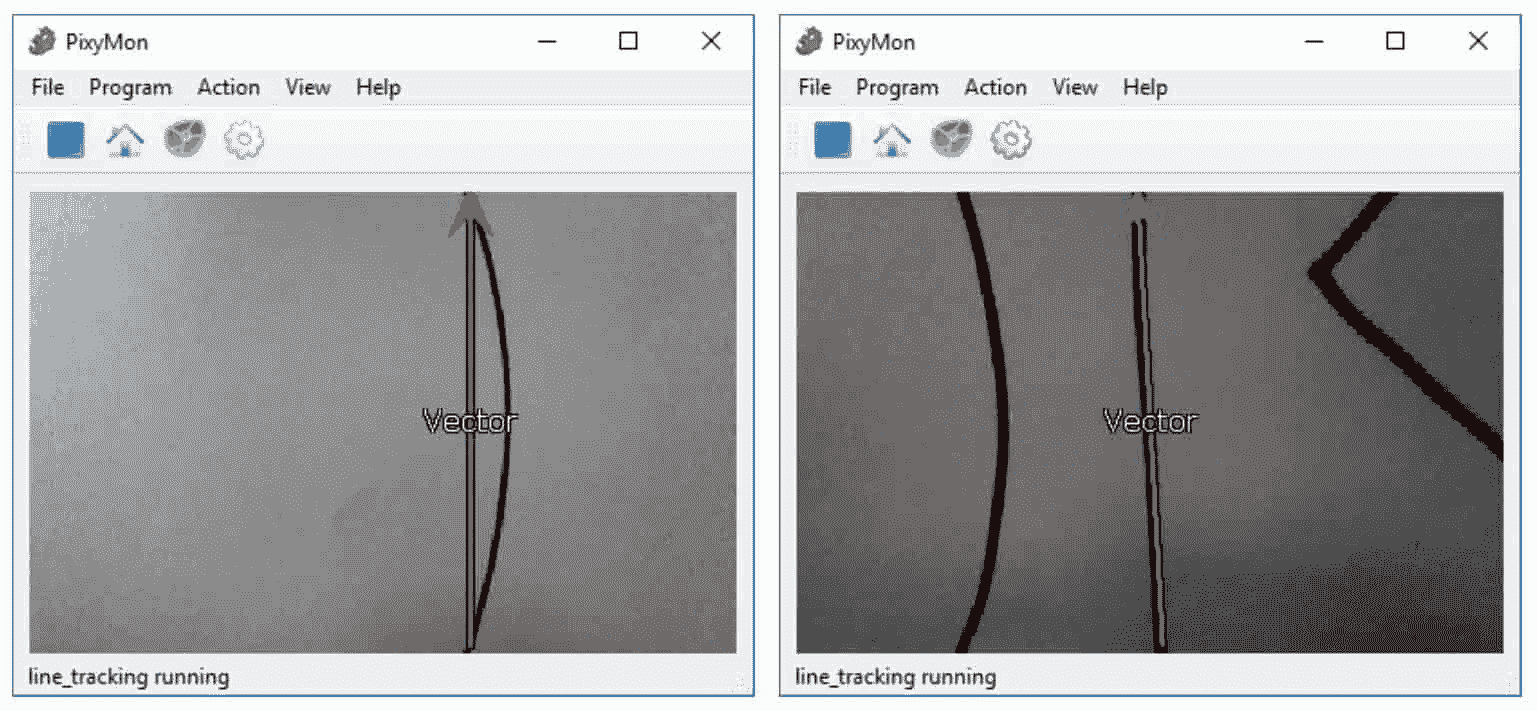 PixyMon
File Program Action View Help
Vector
line_tracking running
PixyMon
File Program Action View Help
Vector
line_tracking running